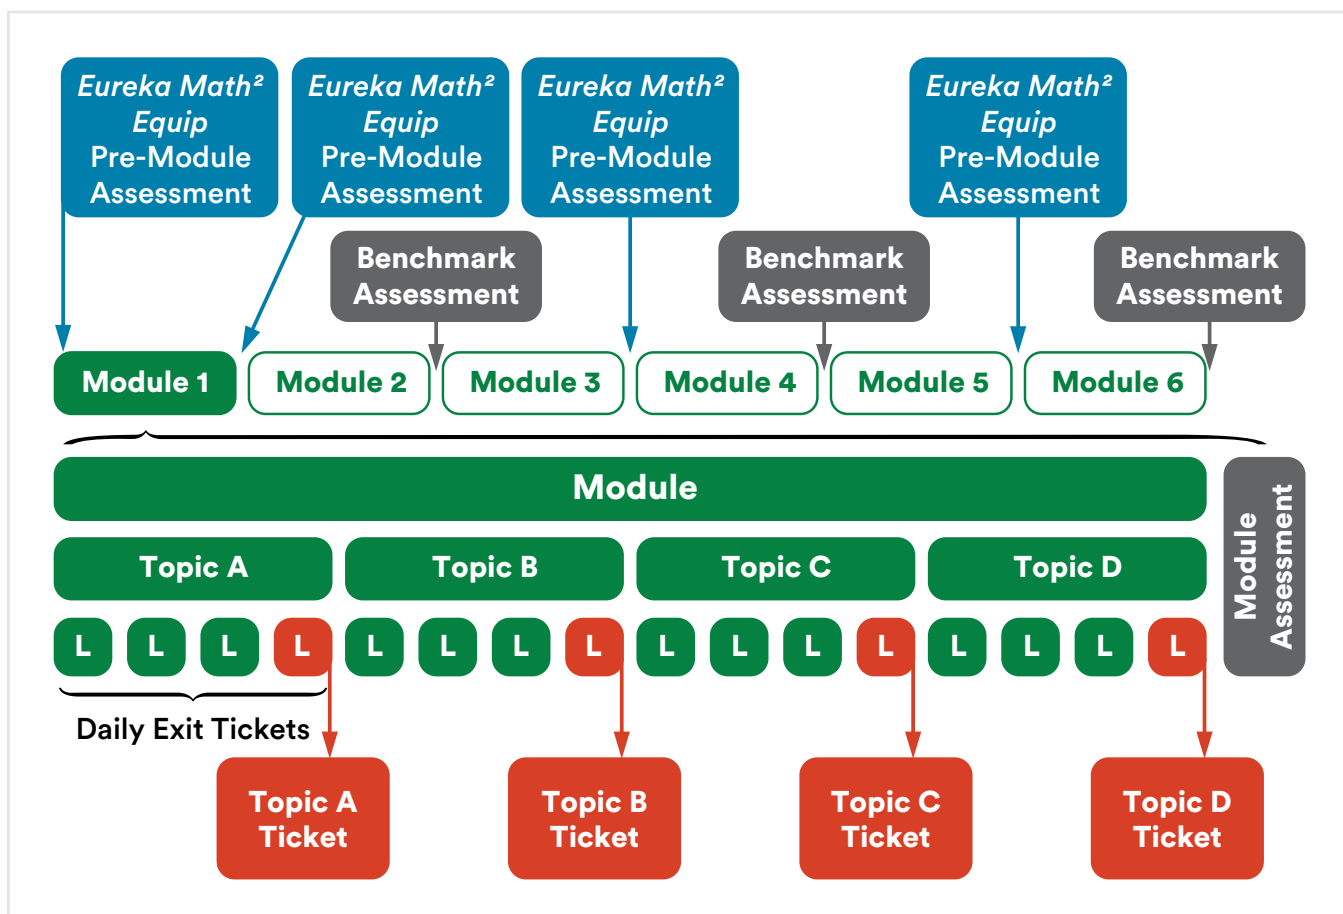 Eureka Math²
Equip
Pre-Module
Assessment
Eureka Math²
Equip
Pre-Module
Assessment
Eureka Math²
Equip
Pre-Module
Assessment
Eureka Math²
Equip
Pre-Module
Assessment
Benchmark
Assessment
Benchmark
Assessment
Benchmark
Assessment
Module 1
Module 2
Module 3
Module 4
Module 5
Module 6
Module
Module
Assessment
Topic A
Topic B
Topic C
Topic D
L L L L L L L L L L L L L L L L
Daily Exit Tickets
Topic A
Ticket
Topic B
Ticket
Topic C
Ticket
Topic D
Ticket